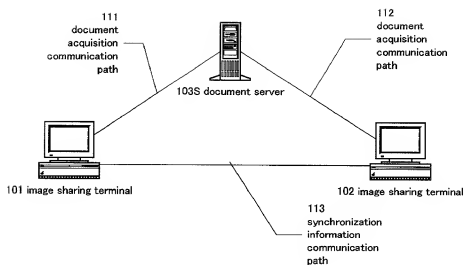 111
document
acquisition
communication
path
112
document
acquisition
communication
path
103S document server
101 image sharing terminal
102 image sharing terminal
113
synchronization
information
communication
path